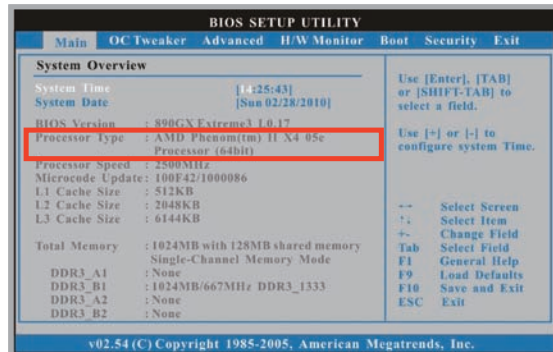 BIOS SETUP UTILITY
Main OC Tweaker Advanced H/W Monitor Boot Security Exit
System Overview
System Time [14:25:43]
System Date [Sun 02/28/2010]
BIOS Version : 890GX Extreme3 L0.17
Processor Type : AMD Phenom(tm) II X4 05e
Processor (64bit)
Processor Speed : 2500MHz
Microcode Update : 100F42/1000086
L1 Cache Size : 512KB
L2 Cache Size : 2048KB
L3 Cache Size : 6144KB
Total Memory : 1024MB with 128MB shared memory
Single-Channel Memory Mode
DDR3_A1 : None
DDR3_B1 : 1024MB/667MHz DDR3_1333
DDR3_A2 : None
DDR3_B2 : None
Use [Enter], [TAB]
or [SHIFT-TAB] to
select a field.
Use [+] or [-] to
configure system Time.
Select Screen
↑↓ Select Item
+- Change Field
Tab Select Field
F1 General Help
F9 Load Defaults
F10 Save and Exit
ESC Exit
v02.54 (C) Copyright 1985-2005, American Megatrends, Inc.